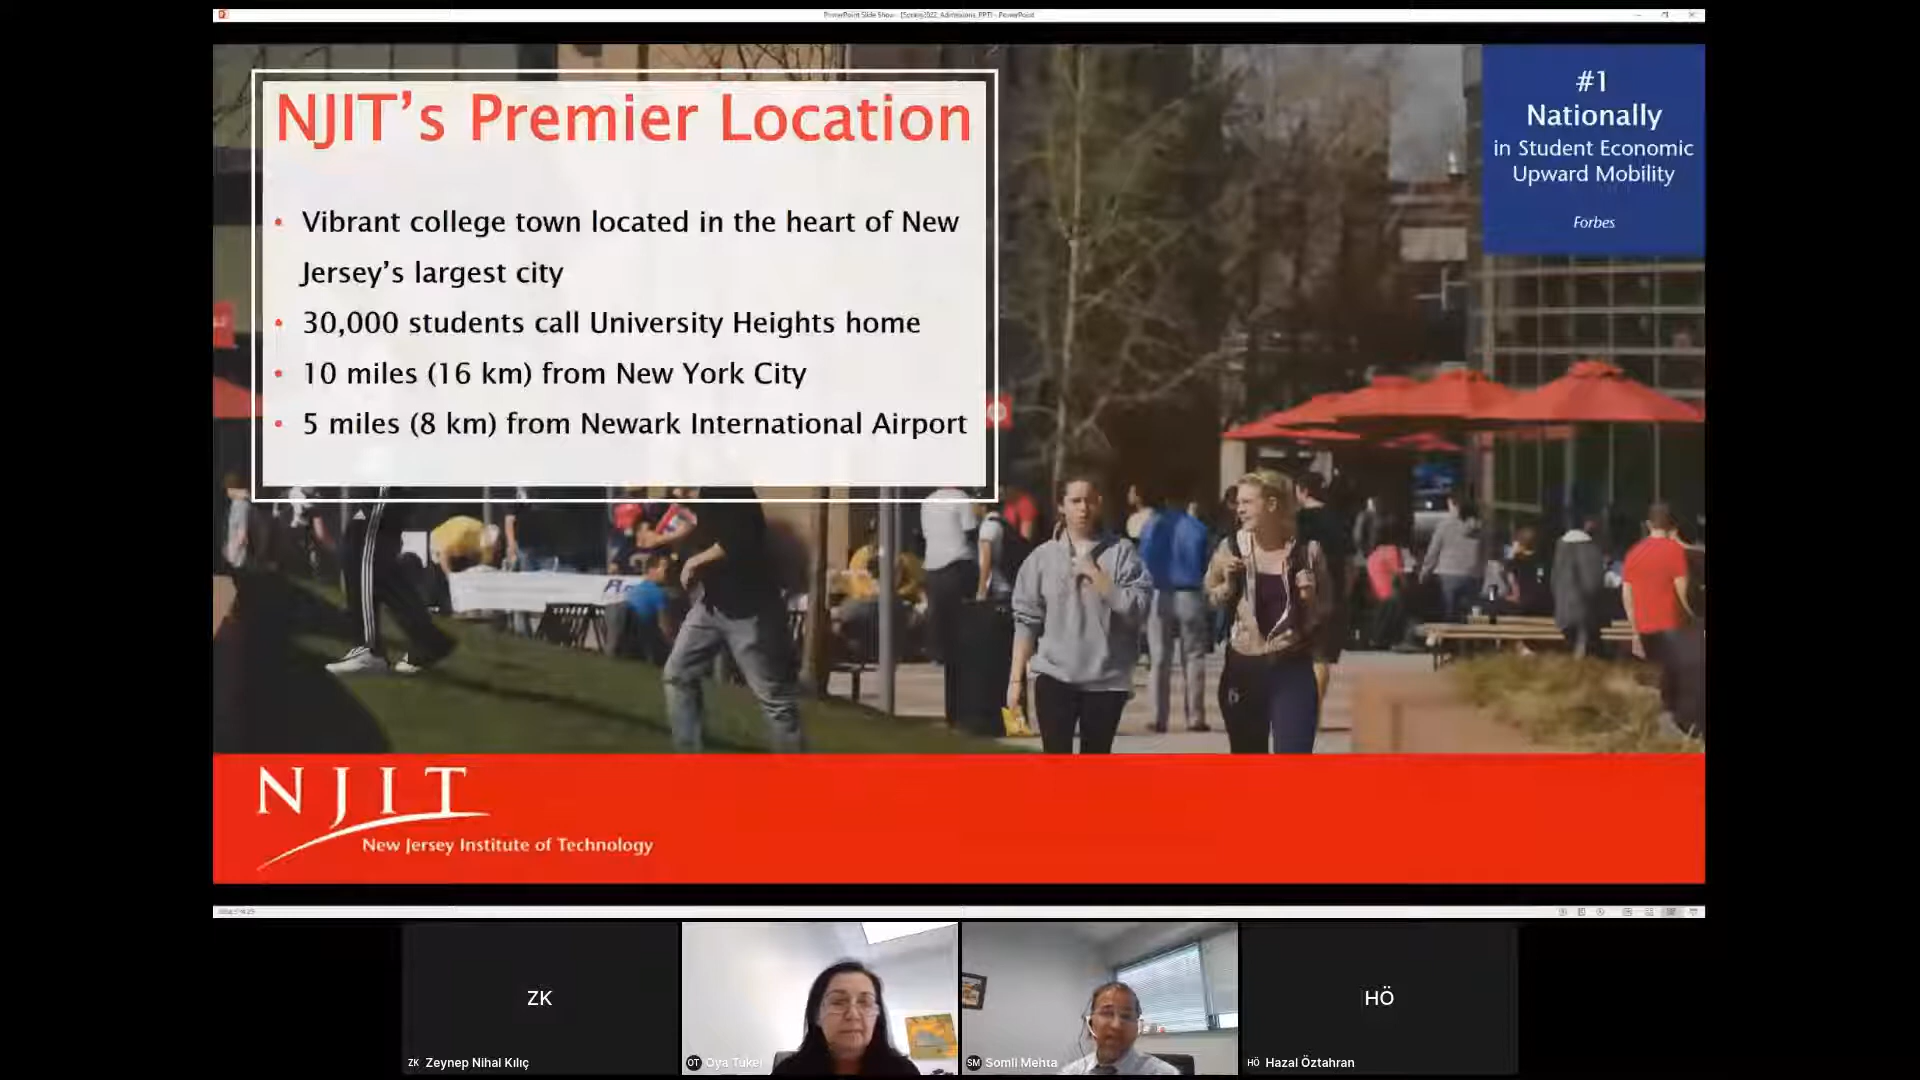 PowerPoint Slide Show - [Spring2022_Admissions_PPT] - PowerPoint
NJIT’s Premier Location
• Vibrant college town located in the heart of New
Jersey’s largest city
• 30,000 students call University Heights home
• 10 miles (16 km) from New York City
• 5 miles (8 km) from Newark International Airport
#1
Nationally
in Student Economic
Upward Mobility
Forbes
NJIT
New Jersey Institute of Technology
ZK
HÖ
ZK Zeynep Nihal Kılıç
OT Oya Tukel
SM Somli Mehta
HÖ Hazal Öztahran